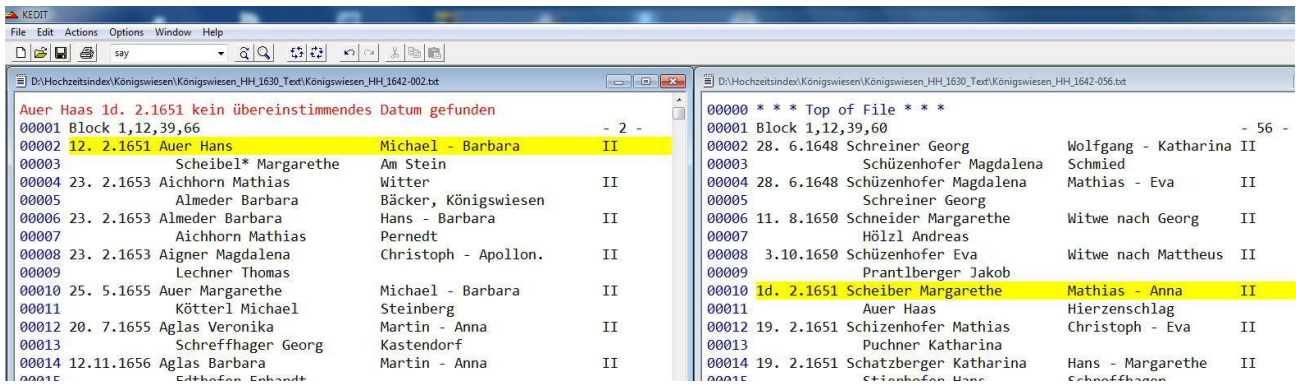 KEDIT
File Edit Actions Options Window Help
say
D:\Hochzeitsindex\Königswiesen\Königswiesen_HH_1630_Text\Königswiesen_HH_1642-002.txt
Auer Haas 1d. 2.1651 kein übereinstimmendes Datum gefunden
00001 Block 1,12,39,66 - 2 -
00002 12. 2.1651 Auer Hans Michael - Barbara II
00003 Scheibel* Margarethe Am Stein
00004 23. 2.1653 Aichhorn Mathias Witter II
00005 Almeder Barbara Bäcker, Königswiesen
00006 23. 2.1653 Almeder Barbara Hans - Barbara II
00007 Aichhorn Mathias Pernedt
00008 23. 2.1653 Aigner Magdalena Christoph - Apollon. II
00009 Lechner Thomas
00010 25. 5.1655 Auer Margarethe Michael - Barbara II
00011 Kötterl Michael Steinberg
00012 20. 7.1655 Aglas Veronika Martin - Anna II
00013 Schreffhager Georg Kastendorf
00014 12.11.1656 Aglas Barbara Martin - Anna II
00015
D:\Hochzeitsindex\Königswiesen\Königswiesen_HH_1630_Text\Königswiesen_HH_1642-056.txt
00000 * * * Top of File * * *
00001 Block 1,12,39,60 - 56 -
00002 28. 6.1648 Schreiner Georg Wolfgang - Katharina II
00003 Schüzenhofer Magdalena Schmied
00004 28. 6.1648 Schüzenhofer Magdalena Mathias - Eva II
00005 Schreiner Georg
00006 11. 8.1650 Schneider Margarethe Witwe nach Georg II
00007 Hölzl Andreas
00008 3.10.1650 Schüzenhofer Eva Witwe nach Mattheus II
00009 Prantlberger Jakob
00010 1d. 2.1651 Scheiber Margarethe Mathias - Anna II
00011 Auer Haas Hierzenschlag
00012 19. 2.1651 Schizenhofer Mathias Christoph - Eva II
00013 Puchner Katharina
00014 19. 2.1651 Schatzberger Katharina Hans - Margarethe II
00015